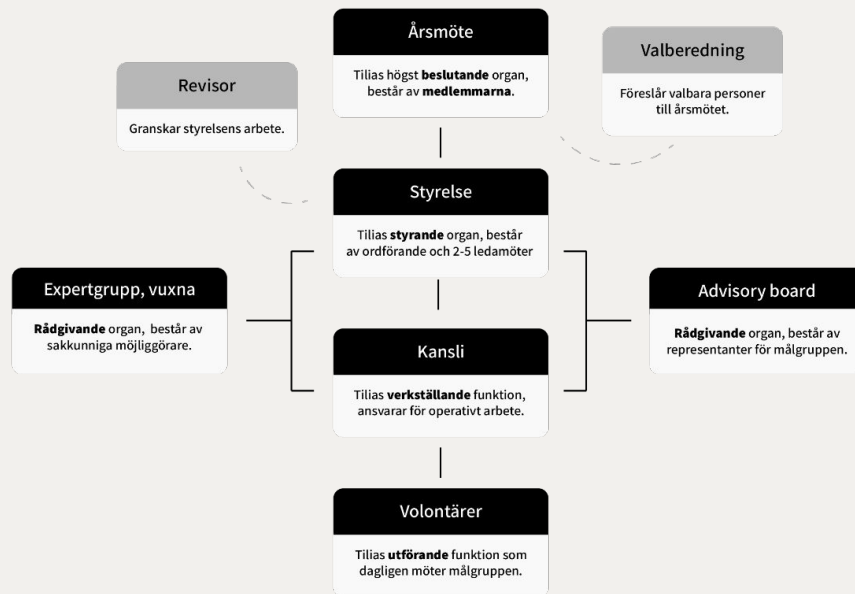 Årsmöte
Tilias högst beslutande organ,
består av medlemmarna.
Valberedning
Föreslår valbara personer
till årsmötet.
Revisor
Granskar styrelsens arbete.
Styrelse
Tilias styrande organ, består
av ordförande och 2-5 ledamöter
Expertgrupp, vuxna
Rådgivande organ, består av
sakkunniga möjliggörare.
Advisory board
Rådgivande organ, består av
representanter för målgruppen.
Kansli
Tilias verkställande funktion,
ansvarar för operativt arbete.
Volontärer
Tilias utförande funktion som
dagligen möter målgruppen.